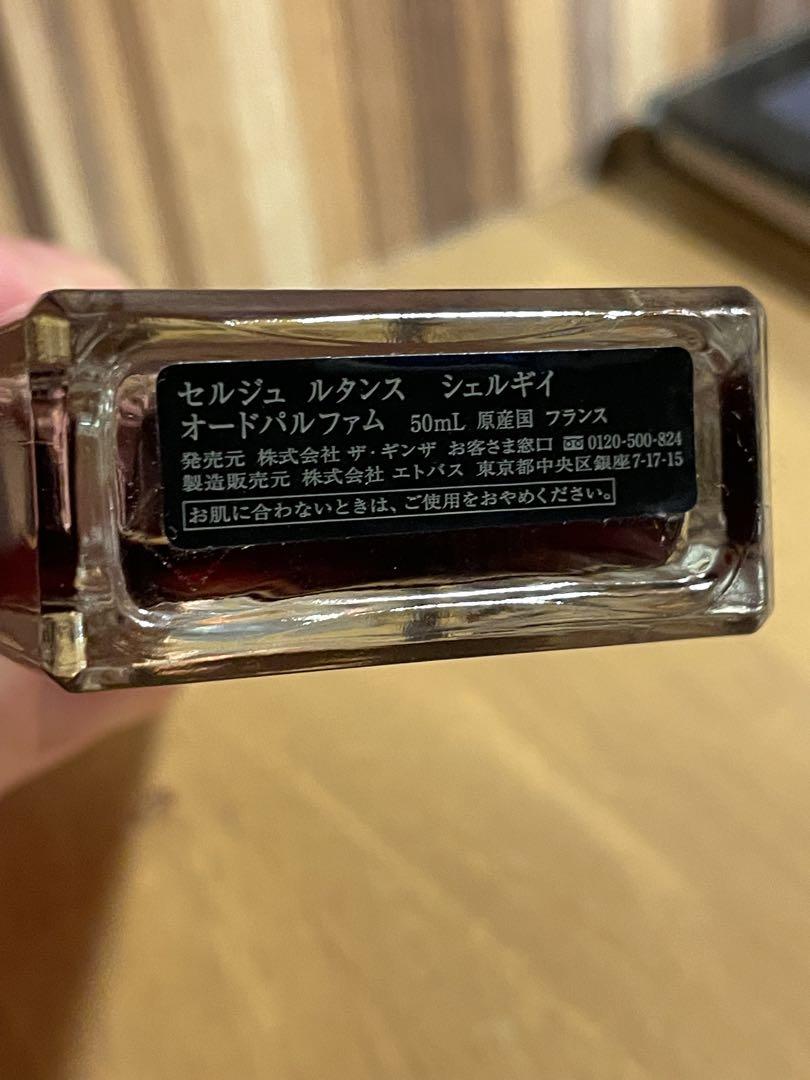 セルジュ ルタンス シェルギイ
オードパルファム 50mL 原産国 フランス
発売元 株式会社 ザ・ギンザ お客さま窓口 0120-500-824
製造販売元 株式会社 エトバス 東京都中央区銀座7-17-15
お肌に合わないときは、ご使用をおやめください。